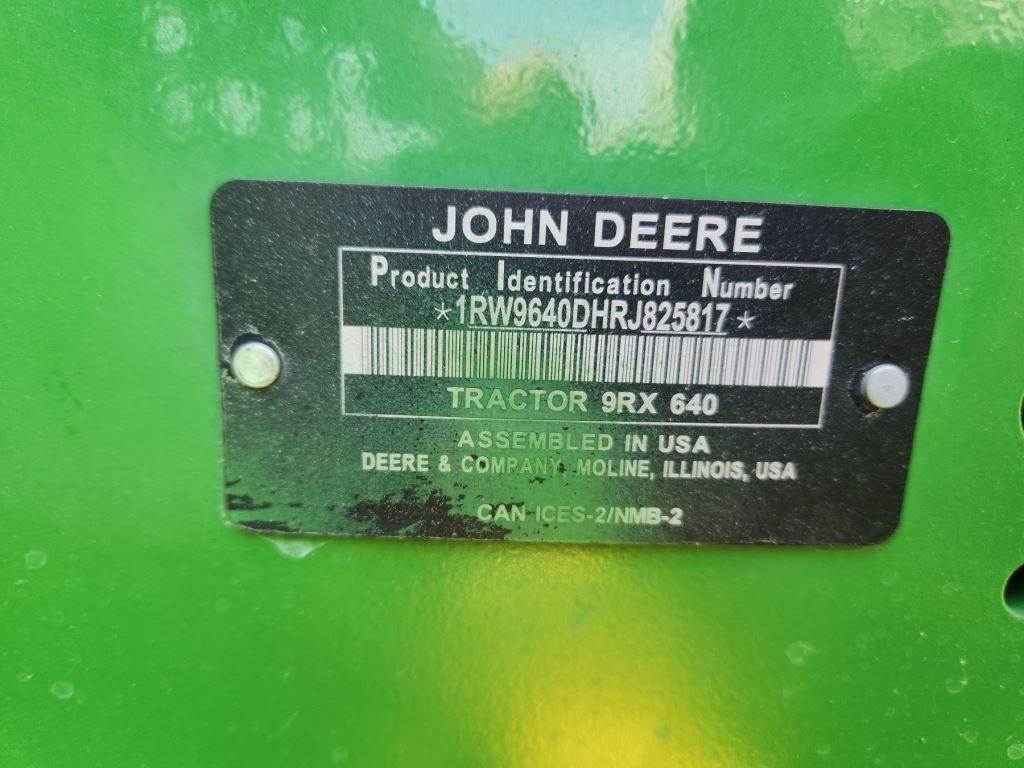 JOHN DEERE
Product Identification Number
*1RW9640DHRJ825817*
TRACTOR 9RX 640
ASSEMBLED IN USA
DEERE & COMPANY MOLINE, ILLINOIS, USA
CAN ICES-2/NMB-2